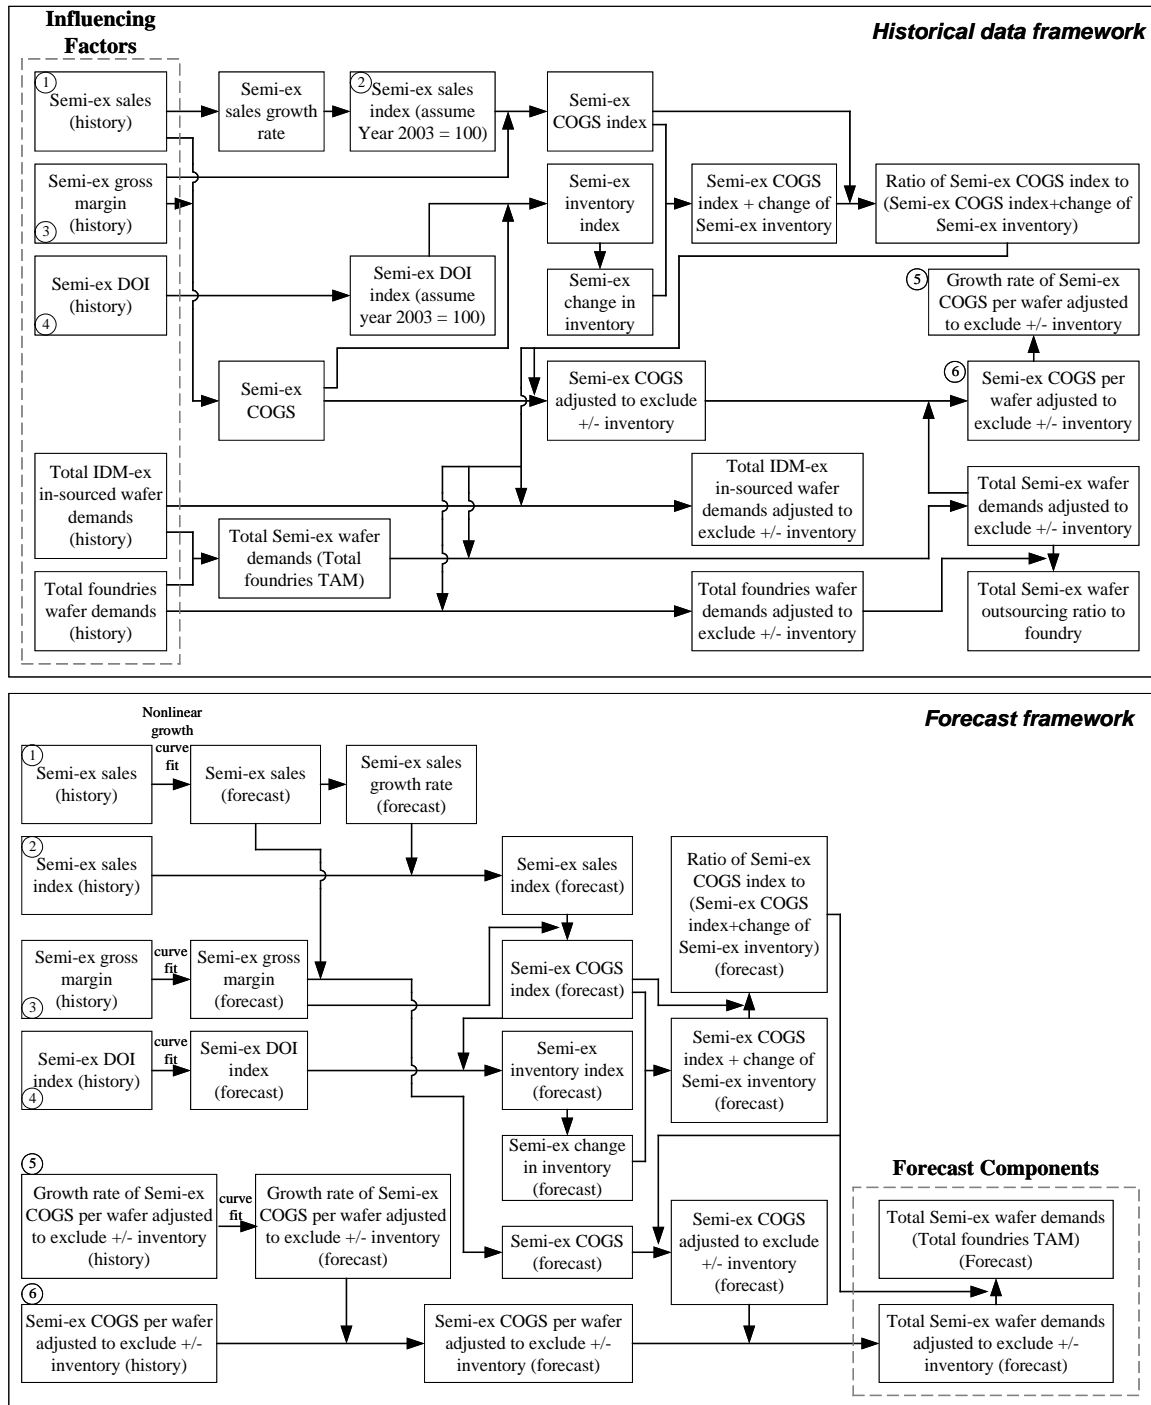 Influencing
Factors
Historical data framework
1
Semi-ex sales
(history)
Semi-ex
sales growth
rate
2
Semi-ex sales
index (assume
Year 2003 = 100)
Semi-ex
COGS index
Semi-ex gross
margin
(history)
3
Semi-ex
inventory
index
Semi-ex COGS
index + change of
Semi-ex inventory
Ratio of Semi-ex COGS index to
(Semi-ex COGS index+change of
Semi-ex inventory)
Semi-ex DOI
(history)
4
Semi-ex DOI
index (assume
year 2003 = 100)
Semi-ex
change in
inventory
5
Growth rate of Semi-ex
COGS per wafer adjusted
to exclude +/- inventory
Semi-ex
COGS
Semi-ex COGS
adjusted to exclude
+/- inventory
6
Semi-ex COGS per
wafer adjusted to
exclude +/- inventory
Total IDM-ex
in-sourced wafer
demands
(history)
Total IDM-ex
in-sourced wafer
demands adjusted to
exclude +/- inventory
Total Semi-ex wafer
demands adjusted to
exclude +/- inventory
Total Semi-ex wafer
demands (Total
foundries TAM)
Total foundries
wafer demands
(history)
Total foundries wafer
demands adjusted to
exclude +/- inventory
Total Semi-ex wafer
outsourcing ratio to
foundry
Forecast framework
Nonlinear
growth
curve
fit
1
Semi-ex sales
(history)
Semi-ex sales
(forecast)
Semi-ex sales
growth rate
(forecast)
2
Semi-ex sales
index (history)
Semi-ex sales
index (forecast)
Ratio of Semi-ex
COGS index to
(Semi-ex COGS
index+change of
Semi-ex inventory)
(forecast)
Semi-ex gross
margin
(history)
3
curve
fit
Semi-ex gross
margin
(forecast)
Semi-ex COGS
index (forecast)
Semi-ex DOI
index (history)
4
curve
fit
Semi-ex DOI
index
(forecast)
Semi-ex
inventory index
(forecast)
Semi-ex COGS
index + change of
Semi-ex inventory
(forecast)
Semi-ex change
in inventory
(forecast)
5
Growth rate of Semi-ex
COGS per wafer adjusted
to exclude +/- inventory
(history)
curve
fit
Growth rate of Semi-ex
COGS per wafer adjusted
to exclude +/- inventory
(forecast)
Semi-ex COGS
(forecast)
Semi-ex COGS
adjusted to exclude
+/- inventory
(forecast)
Forecast Components
Total Semi-ex wafer demands
(Total foundries TAM)
(Forecast)
6
Semi-ex COGS per wafer
adjusted to exclude +/-
inventory (history)
Semi-ex COGS per wafer
adjusted to exclude +/-
inventory (forecast)
Total Semi-ex wafer demands
adjusted to exclude +/-
inventory (forecast)